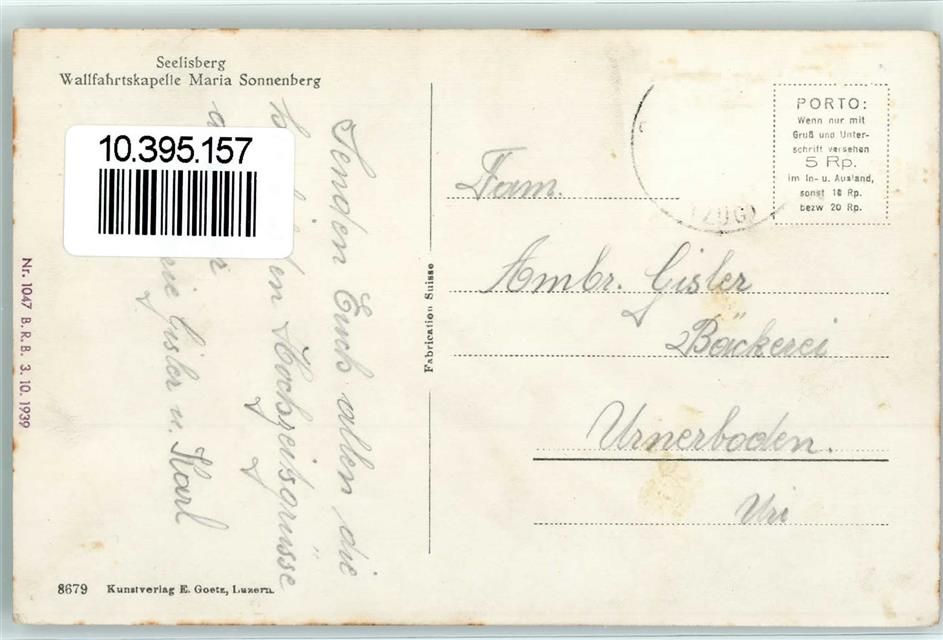 Seelisberg
Wallfahrtskapelle Maria Sonnenberg
10.395.157
Senden Euch allen die
Hochzeitsgrüsse
Gisler u. Karl
Nr. 1047 B. R. B. 3. 10. 1939
Fabrication Suisse
8679 Kunstverlag E. Goetz, Luzern.
(ZUG)
PORTO:
Wenn nur mit
Gruß und Unter-
schrift versehen
5 Rp.
im In- u. Ausland,
sonst 10 Rp.
bezw 20 Rp.
Fam.
Ambr. Gisler
Bäckerei
Urnerboden.
Uri